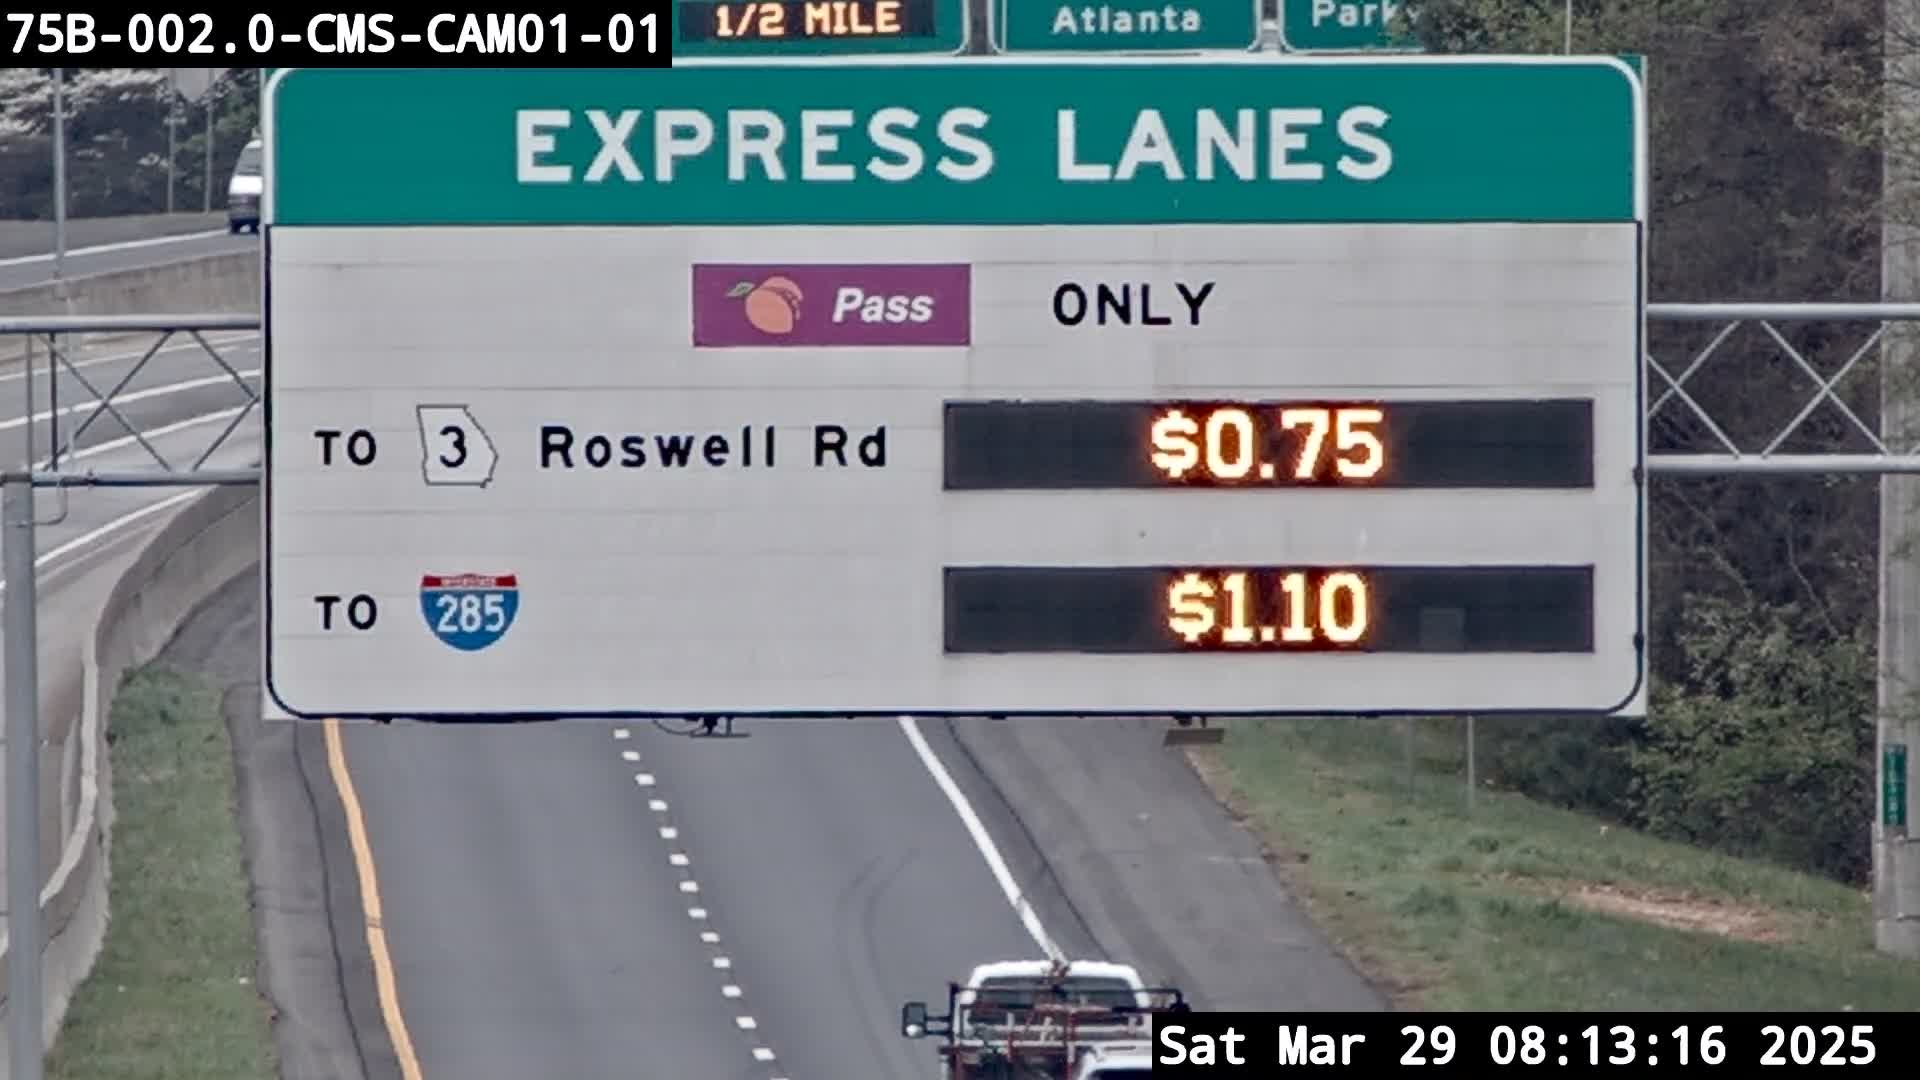 75B-002.0-CMS-CAM01-01
1/2 MILE
Atlanta
EXPRESS LANES
Pass ONLY
TO 3 Roswell Rd $0.75
INTERSTATE
TO 285 $1.10
Sat Mar 29 08:13:16 2025